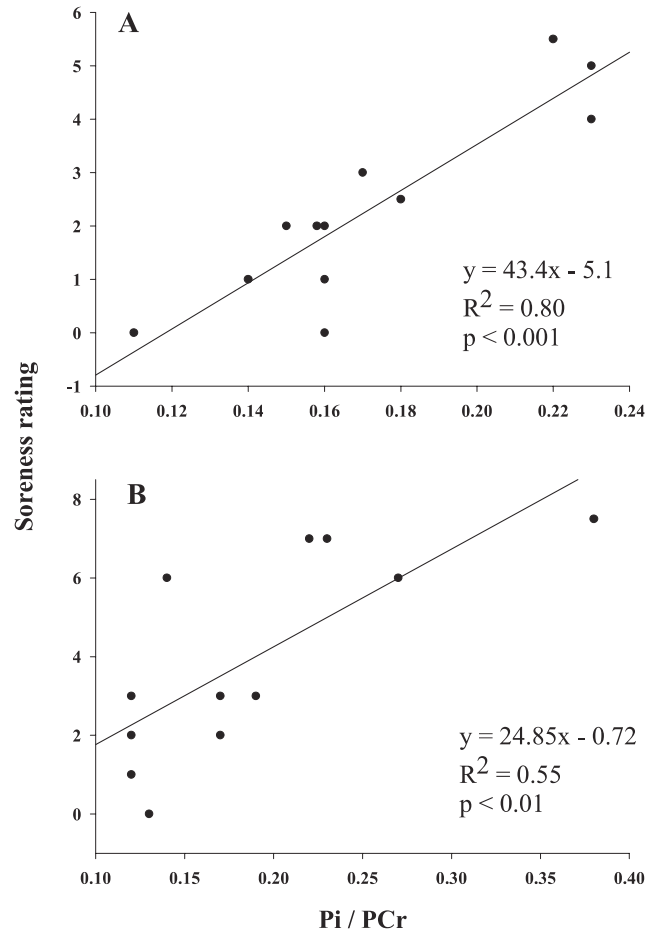 A
6
5
4
3
2
1
0
-1
0.10 0.12 0.14 0.16 0.18 0.20 0.22 0.24
y = 43.4x - 5.1
R2 = 0.80
p < 0.001
Soreness rating
B
8
6
4
2
0
0.10 0.15 0.20 0.25 0.30 0.35 0.40
y = 24.85x - 0.72
R2 = 0.55
p < 0.01
Pi / PCr